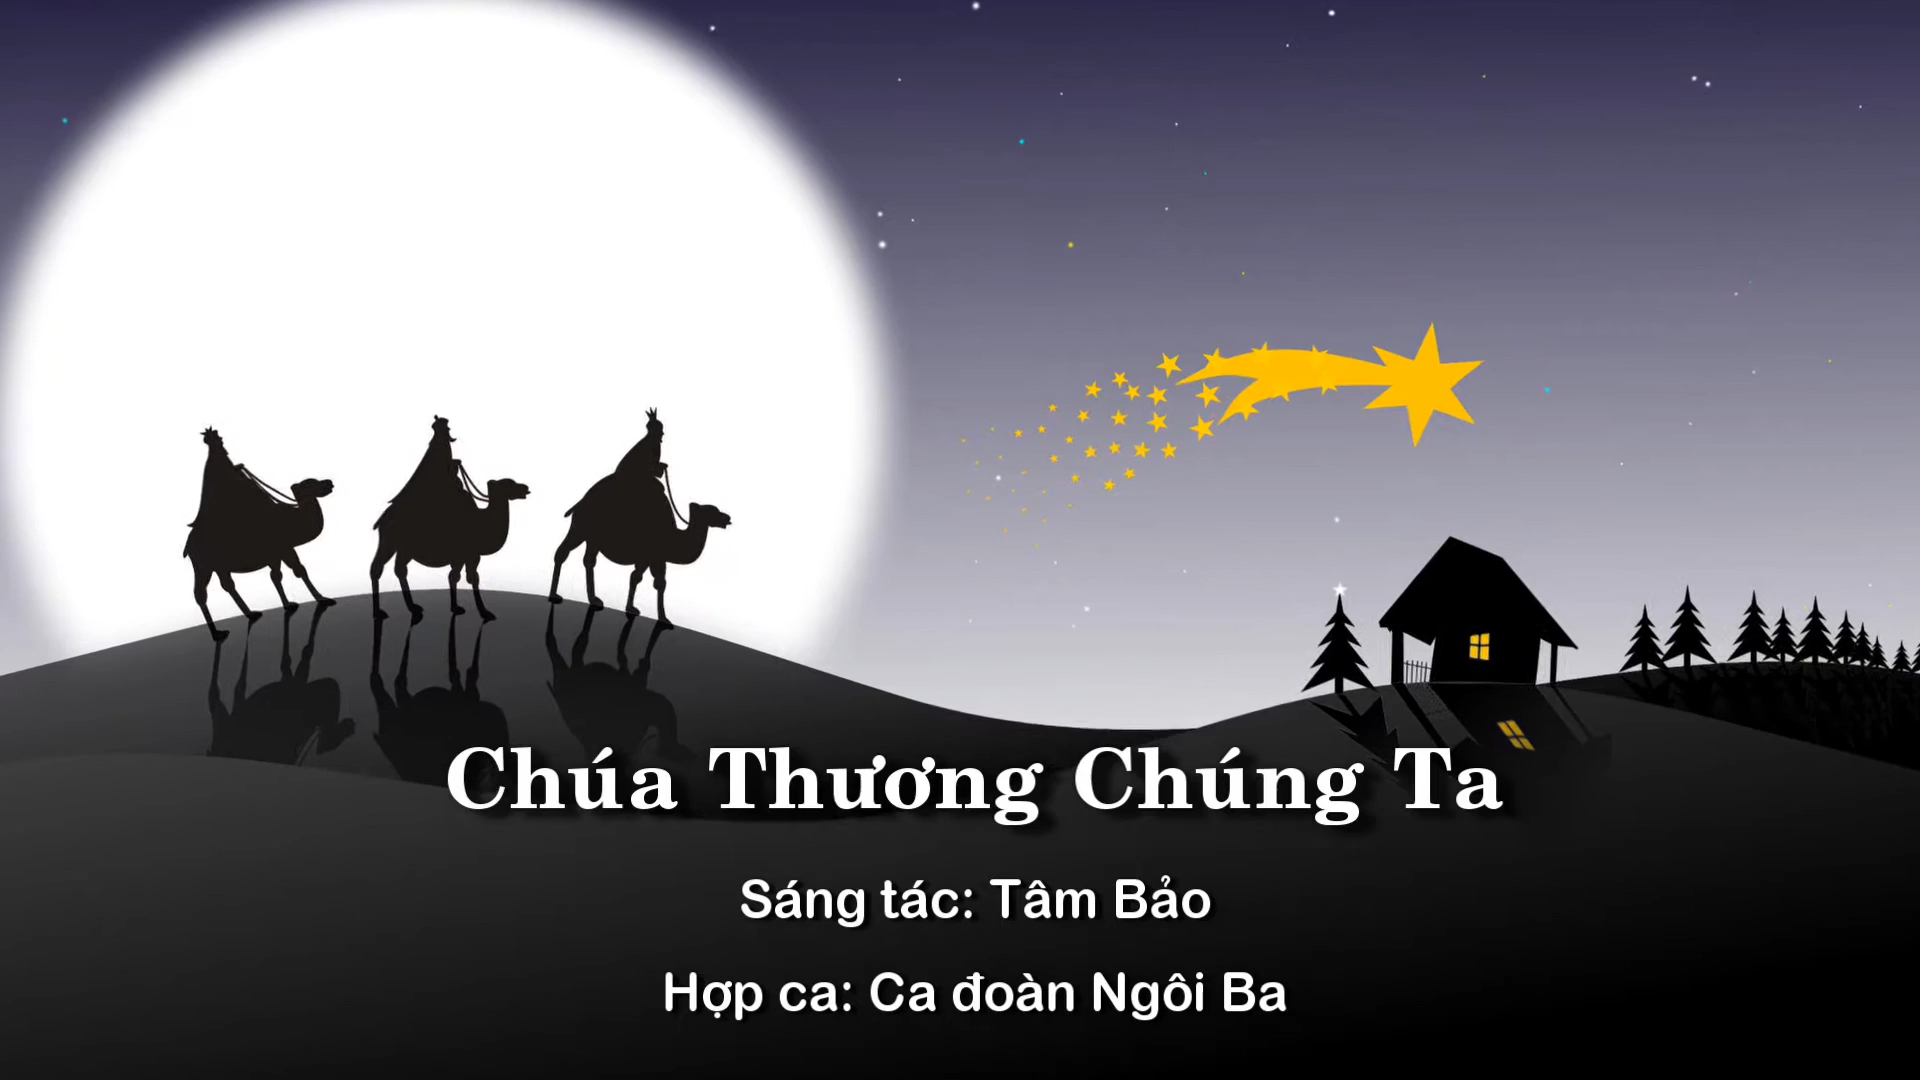 Chúa Thương Chúng Ta
Sáng tác: Tâm Bảo
Hợp ca: Ca đoàn Ngôi Ba